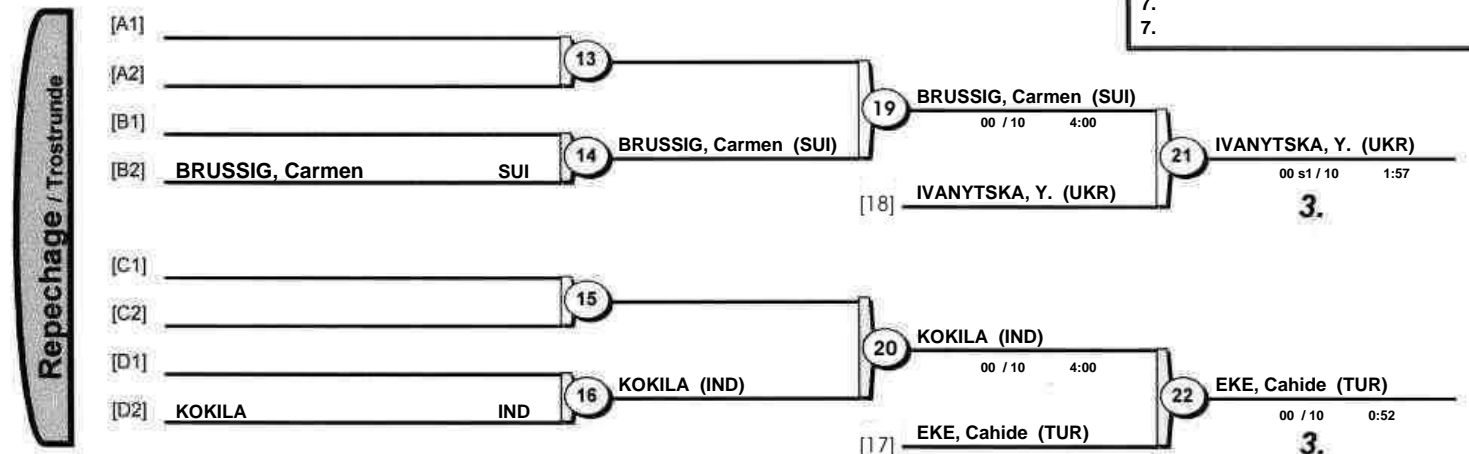 7.
7.
Repechage / Trostrunde
[A1]
13
[A2]
19
BRUSSIG, Carmen (SUI)
00 / 10 4:00
[B1]
14
BRUSSIG, Carmen (SUI)
21
IVANYTSKA, Y. (UKR)
[B2] BRUSSIG, Carmen SUI
00 s1 / 10 1:57
[18] IVANYTSKA, Y. (UKR)
3.
[C1]
15
[C2]
20
KOKILA (IND)
00 / 10 4:00
[D1]
16
KOKILA (IND)
22
EKE, Cahide (TUR)
[D2] KOKILA IND
00 / 10 0:52
[17] EKE, Cahide (TUR)
3.